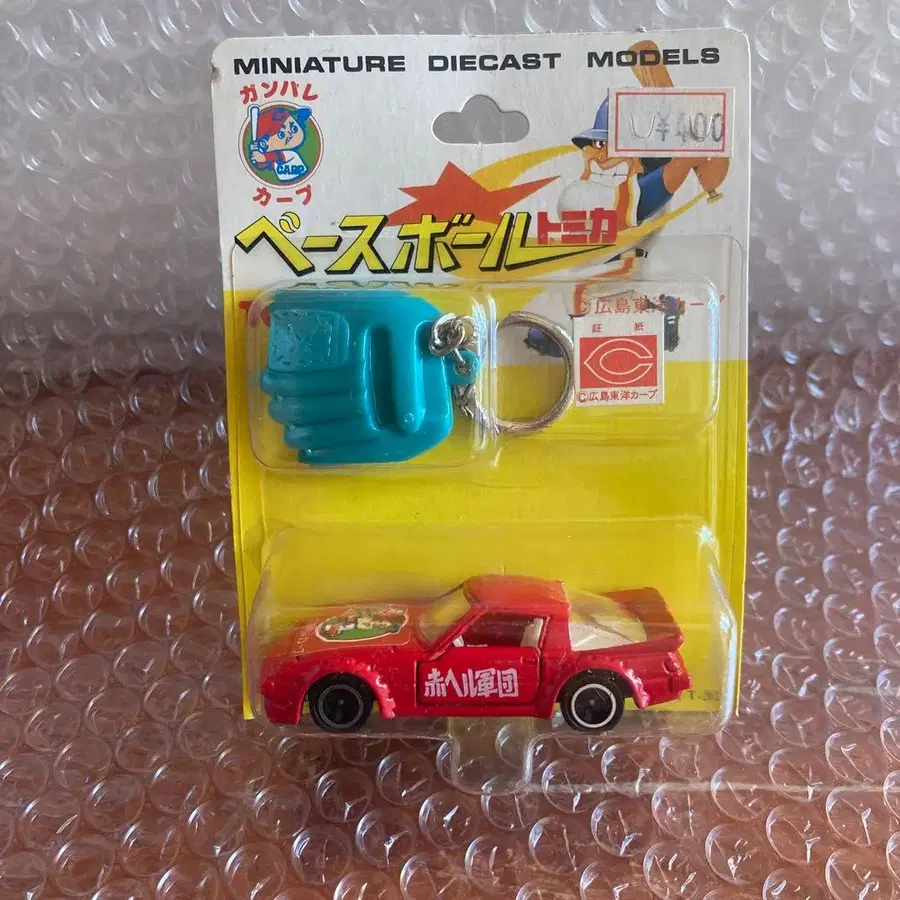 MINIATURE DIECAST MODELS
ガンバレ
CARP
カープ
¥400
ベースボールトミカ
©広島東洋カープ
証紙
©広島東洋カープ
赤ヘル軍団